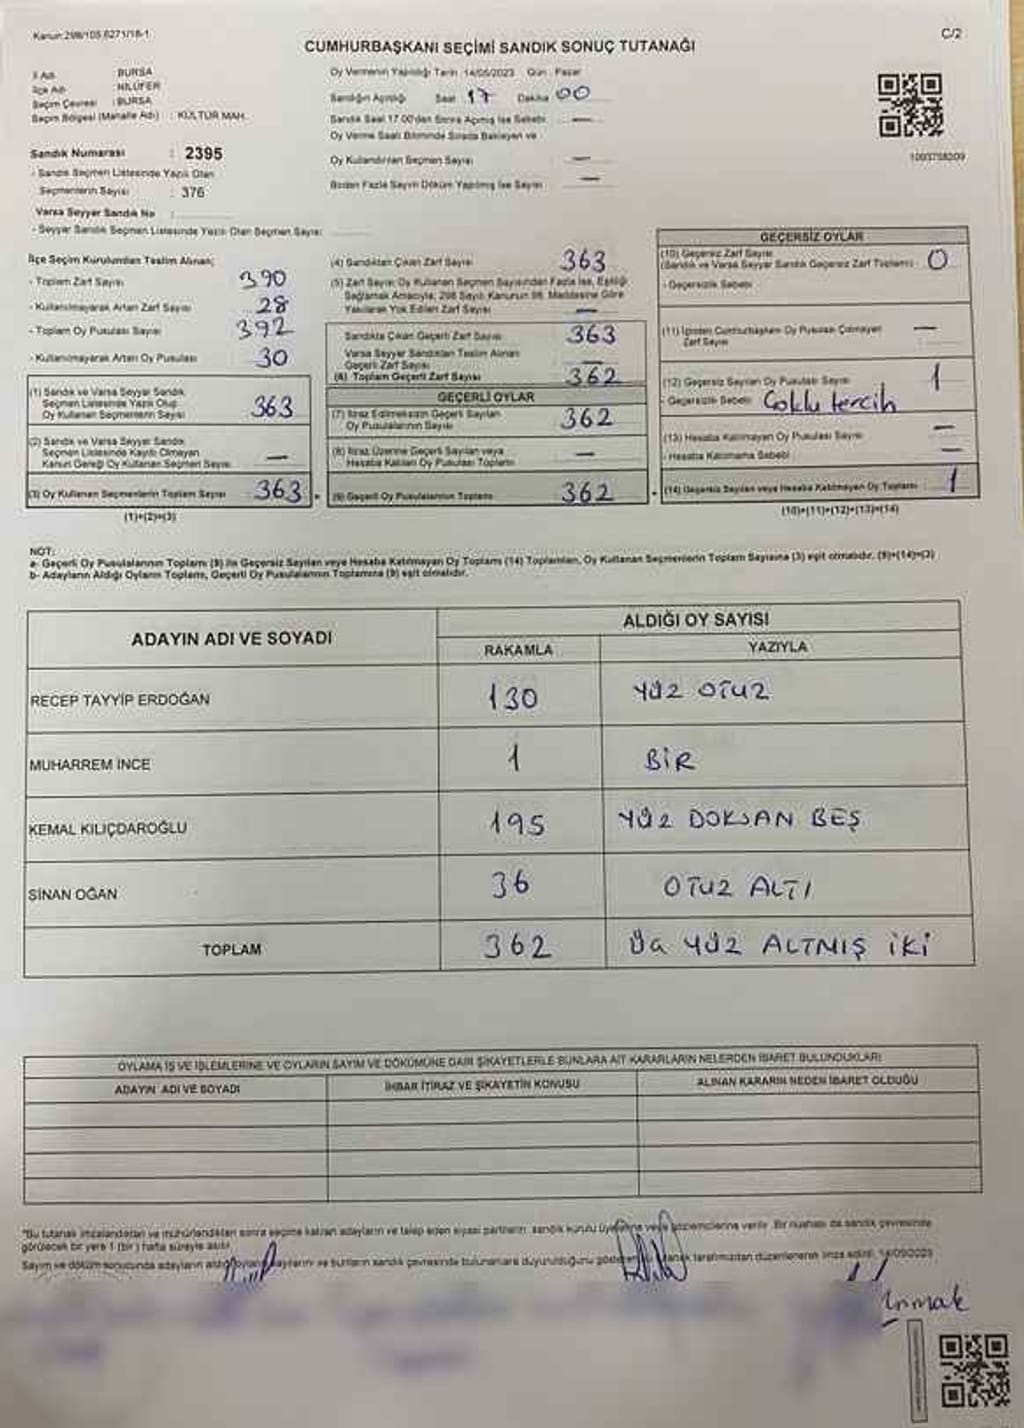 Kanun:298/105,6271/18-1
C/2
CUMHURBAŞKANI SEÇİMİ SANDIK SONUÇ TUTANAĞI
İl Adı : BURSA
İlçe Adı : NİLÜFER
Seçim Çevresi : BURSA
Seçim Bölgesi (Mahalle Adı) : KÜLTÜR MAH.
Sandık Numarası : 2395
- Sandık Seçmen Listesinde Yazılı Olan
Seçmenlerin Sayısı : 376
Varsa Seyyar Sandık No :
- Seyyar Sandık Seçmen Listesinde Yazılı Olan Seçmen Sayısı
Oy Vermenin Yapıldığı Tarih :14/05/2023 Gün : Pazar
Sandığın Açıldığı Saat 17 Dakika 00
Sandık Saat 17.00'dan Sonra Açılmış İse Sebebi —
Oy Verme Saati Bitiminde Sırada Bekleyen ve
Oy Kullandırılan Seçmen Sayısı —
Birden Fazla Sayım Döküm Yapılmış İse Sayısı —
1003758209
İlçe Seçim Kurulundan Teslim Alınan;
- Toplam Zarf Sayısı 390
- Kullanılmayarak Artan Zarf Sayısı 28
- Toplam Oy Pusulası Sayısı 392
- Kullanılmayarak Artan Oy Pusulası 30
(1) Sandık ve Varsa Seyyar Sandık
Seçmen Listesinde Yazılı Olup
Oy Kullanan Seçmenlerin Sayısı 363
(2) Sandık ve Varsa Seyyar Sandık
Seçmen Listesinde Kayıtlı Olmayan
Kanun Gereği Oy Kullanan Seçmen Sayısı —
(3) Oy Kullanan Seçmenlerin Toplam Sayısı 363 =
(1)+(2)=(3)
(4) Sandıktan Çıkan Zarf Sayısı 363
(5) Zarf Sayısı Oy Kullanan Seçmen Sayısından Fazla İse, Eşitliği
Sağlamak Amacıyla, 298 Sayılı Kanunun 98. Maddesine Göre
Yakılarak Yok Edilen Zarf Sayısı —
Sandıkta Çıkan Geçerli Zarf Sayısı 363
Varsa Seyyar Sandıktan Teslim Alınan
Geçerli Zarf Sayısı —
(6) Toplam Geçerli Zarf Sayısı 362
GEÇERLİ OYLAR
(7) İtiraz Edilmeksizin Geçerli Sayılan
Oy Pusulalarının Sayısı 362
(8) İtiraz Üzerine Geçerli Sayılan veya
Hesaba Katılan Oy Pusulası Toplamı —
(9) Geçerli Oy Pusulalarının Toplamı 362
GEÇERSİZ OYLAR
(10) Geçersiz Zarf Sayısı
(Sandık ve Varsa Seyyar Sandık Geçersiz Zarf Toplamı) 0
- Geçersizlik Sebebi
(11) İçinden Cumhurbaşkanı Oy Pusulası Çıkmayan
Zarf Sayısı —
(12) Geçersiz Sayılan Oy Pusulası Sayısı 1
- Geçersizlik Sebebi Çoklu tercih
(13) Hesaba Katılmayan Oy Pusulası Sayısı —
- Hesaba Katılmama Sebebi —
(14) Geçersiz Sayılan veya Hesaba Katılmayan Oy Toplamı 1
(10)+(11)+(12)+(13)=(14)
NOT:
a- Geçerli Oy Pusulalarının Toplamı (9) ile Geçersiz Sayılan veya Hesaba Katılmayan Oy Toplamı (14) Toplamları, Oy Kullanan Seçmenlerin Toplam Sayısına (3) eşit olmalıdır. (9)+(14)=(3)
b- Adayların Aldığı Oyların Toplamı, Geçerli Oy Pusulalarının Toplamına (9) eşit olmalıdır.
ADAYIN ADI VE SOYADI
ALDIĞI OY SAYISI
RAKAMLA YAZIYLA
RECEP TAYYİP ERDOĞAN 130 YÜZ OTUZ
MUHARREM İNCE 1 BİR
KEMAL KILIÇDAROĞLU 195 YÜZ DOKSAN BEŞ
SİNAN OĞAN 36 OTUZ ALTI
TOPLAM 362 ÜÇ YÜZ ALTMIŞ İKİ
OYLAMA İŞ VE İŞLEMLERİNE VE OYLARIN SAYIM VE DÖKÜMÜNE DAİR ŞİKAYETLERLE BUNLARA AİT KARARLARIN NELERDEN İBARET BULUNDUKLARI
ADAYIN ADI VE SOYADI İHBAR İTİRAZ VE ŞİKAYETİN KONUSU ALINAN KARARIN NEDEN İBARET OLDUĞU
*Bu tutanak imzalandıktan ve mühürlendikten sonra seçime katılan adayların ve talep eden siyasi partilerin sandık kurulu üyelerine veya gözlemcilerine verilir. Bir nüshası da sandık çevresinde
görülecek bir yere 1 (bir) hafta süreyle asılır.
Sayım ve döküm sonucunda adayların aldığı oyların sayılarını ve bunların sandık çevresinde bulunanlara duyurulduğunu gösteren bu tutanak tarafımızdan düzenlenerek imza edildi. 14/05/2023